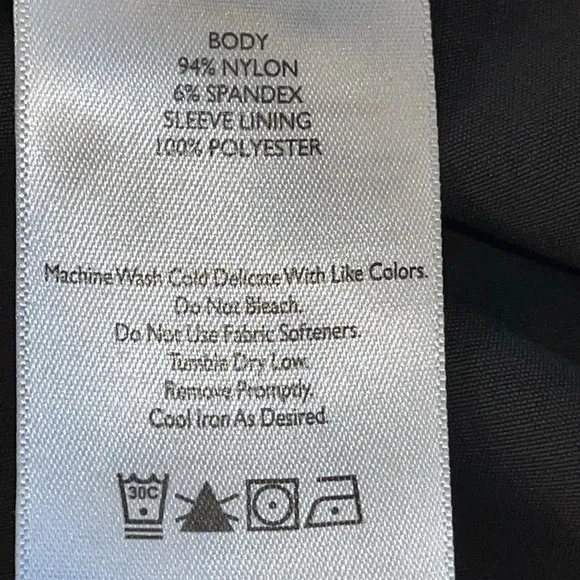 BODY
94% NYLON
6% SPANDEX
SLEEVE LINING
100% POLYESTER
Machine Wash Cold Delicate With Like Colors.
Do Not Bleach.
Do Not Use Fabric Softeners.
Tumble Dry Low.
Remove Promptly.
Cool Iron As Desired.
30C